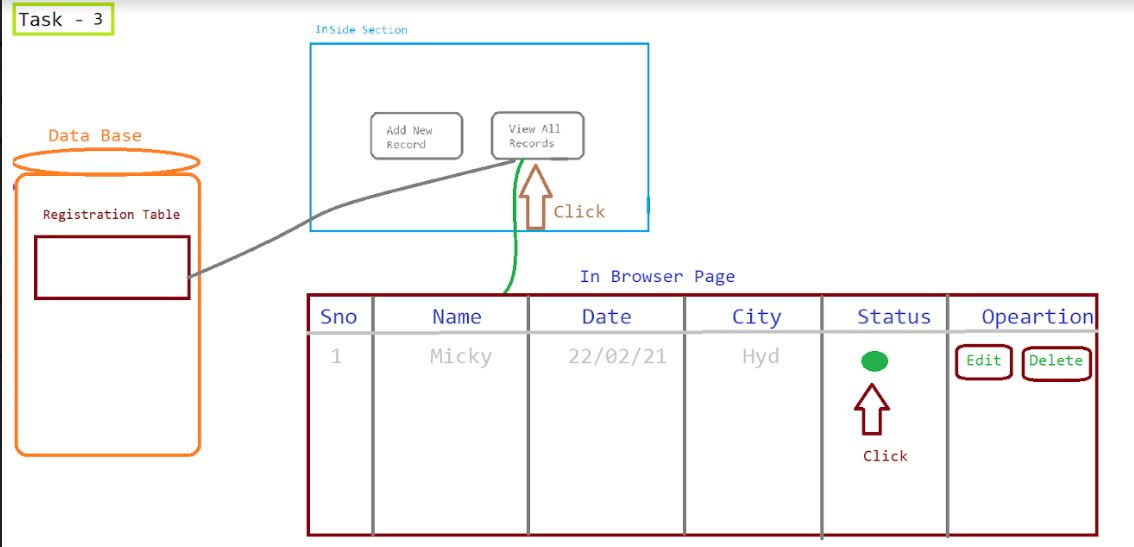 Task - 3
InSide Section
Data Base
Add New
Record
View All
Records
Click
Registration Table
In Browser Page
Sno Name Date City Status Opeartion
1 Micky 22/02/21 Hyd Edit Delete
Click